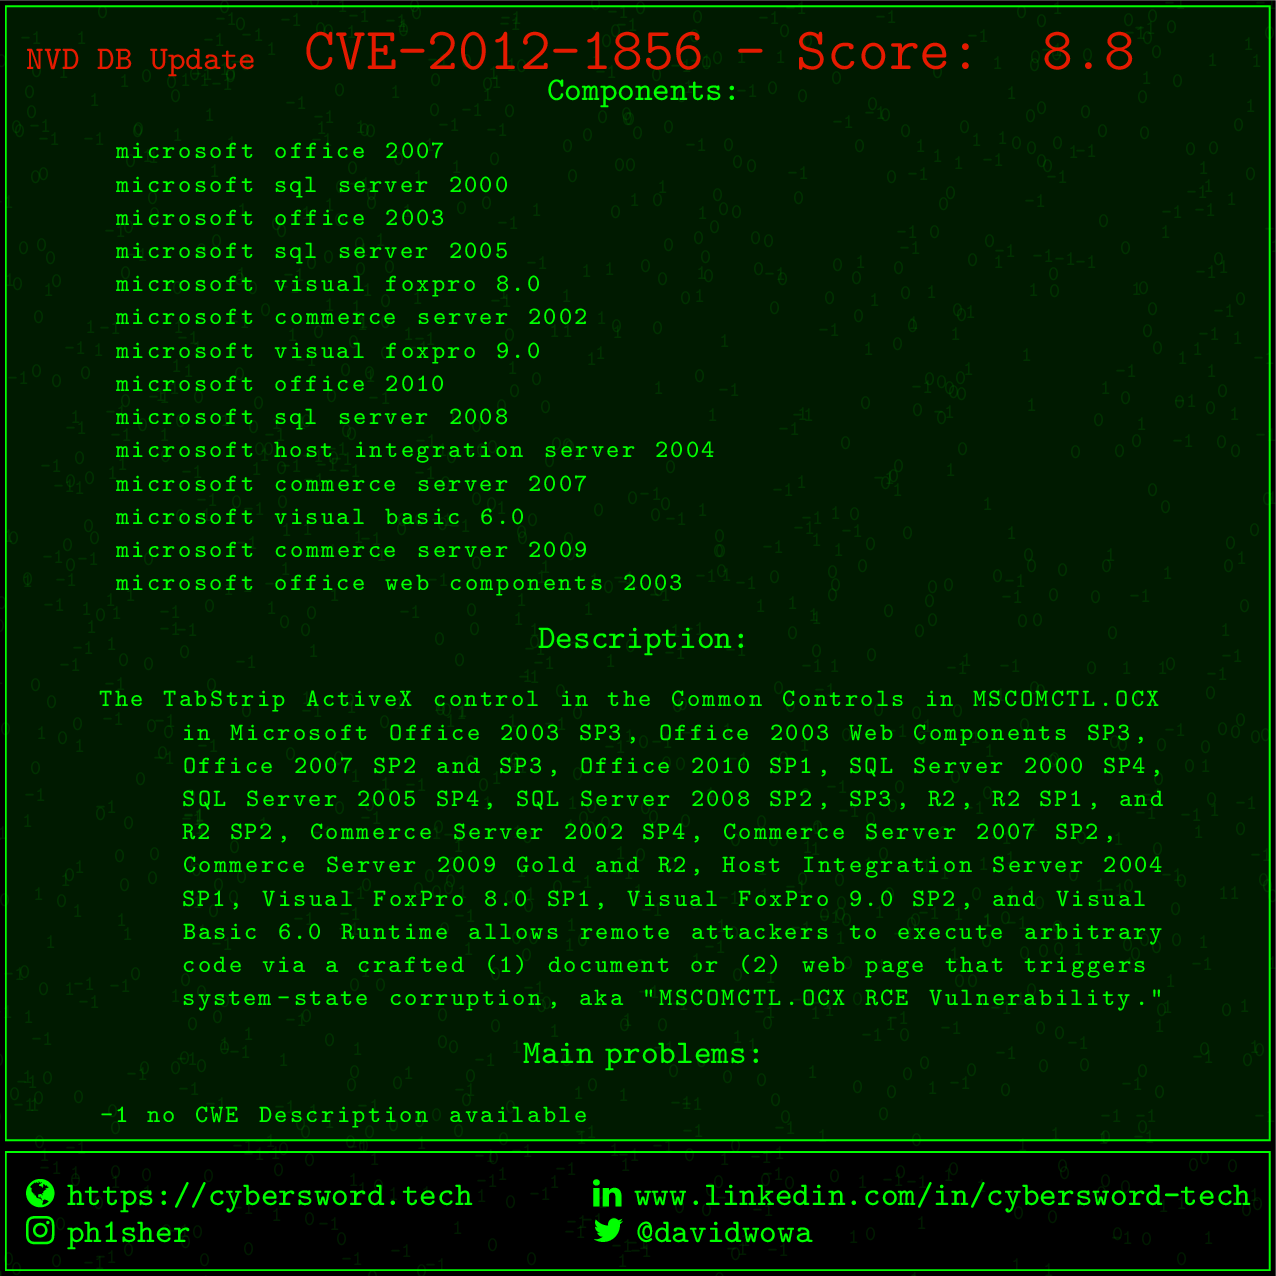 NVD DB Update CVE-2012-1856 - Score: 8.8
Components:
microsoft office 2007
microsoft sql server 2000
microsoft office 2003
microsoft sql server 2005
microsoft visual foxpro 8.0
microsoft commerce server 2002
microsoft visual foxpro 9.0
microsoft office 2010
microsoft sql server 2008
microsoft host integration server 2004
microsoft commerce server 2007
microsoft visual basic 6.0
microsoft commerce server 2009
microsoft office web components 2003
Description:
The TabStrip ActiveX control in the Common Controls in MSCOMCTL.OCX
in Microsoft Office 2003 SP3, Office 2003 Web Components SP3,
Office 2007 SP2 and SP3, Office 2010 SP1, SQL Server 2000 SP4,
SQL Server 2005 SP4, SQL Server 2008 SP2, SP3, R2, R2 SP1, and
R2 SP2, Commerce Server 2002 SP4, Commerce Server 2007 SP2,
Commerce Server 2009 Gold and R2, Host Integration Server 2004
SP1, Visual FoxPro 8.0 SP1, Visual FoxPro 9.0 SP2, and Visual
Basic 6.0 Runtime allows remote attackers to execute arbitrary
code via a crafted (1) document or (2) web page that triggers
system-state corruption, aka "MSCOMCTL.OCX RCE Vulnerability."
Main problems:
-1 no CWE Description available
https://cybersword.tech
www.linkedin.com/in/cybersword-tech
ph1sher
@davidwowa